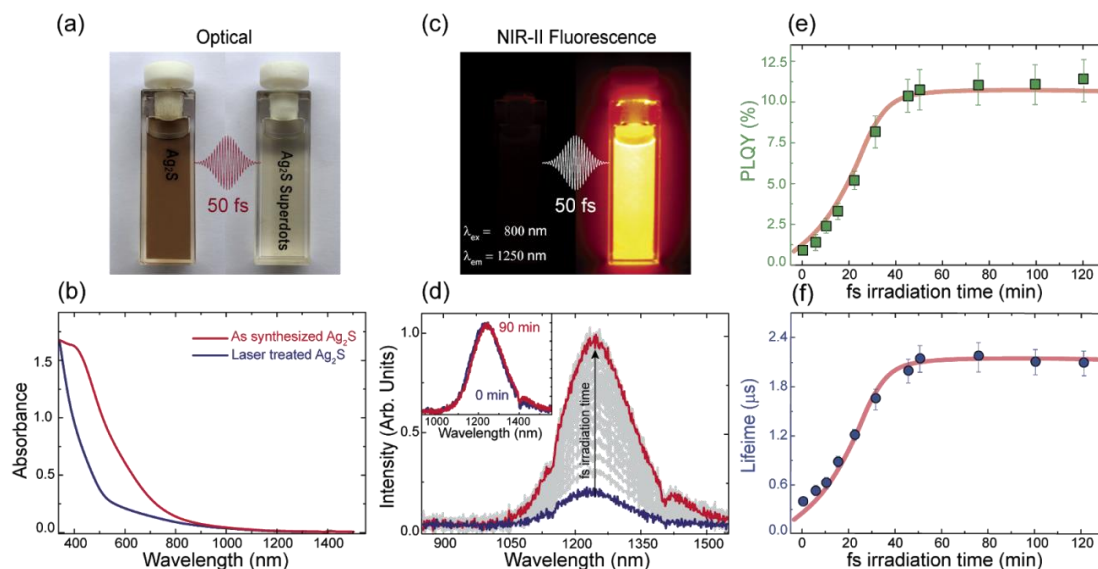 (a)
Optical
Ag₂S
50 fs
Ag₂S Superdots
(c)
NIR-II Fluorescence
50 fs
λex = 800 nm
λem = 1250 nm
(e)
12.5
10.0
7.5
5.0
2.5
0.0
PLQY (%)
0 20 40 60 80 100 120
fs irradiation time (min)
(b)
As synthesized Ag₂S
Laser treated Ag₂S
1.5
1.0
0.5
0.0
Absorbance
400 600 800 1000 1200 1400
Wavelength (nm)
(d)
1.0
0.5
0.0
Intensity (Arb. Units)
90 min
0 min
1000 1200 1400
Wavelength (nm)
fs irradiation time
900 1050 1200 1350 1500
Wavelength (nm)
(f)
2.4
1.8
1.2
0.6
0.0
Lifeime (μs)
0 20 40 60 80 100 120
fs irradiation time (min)